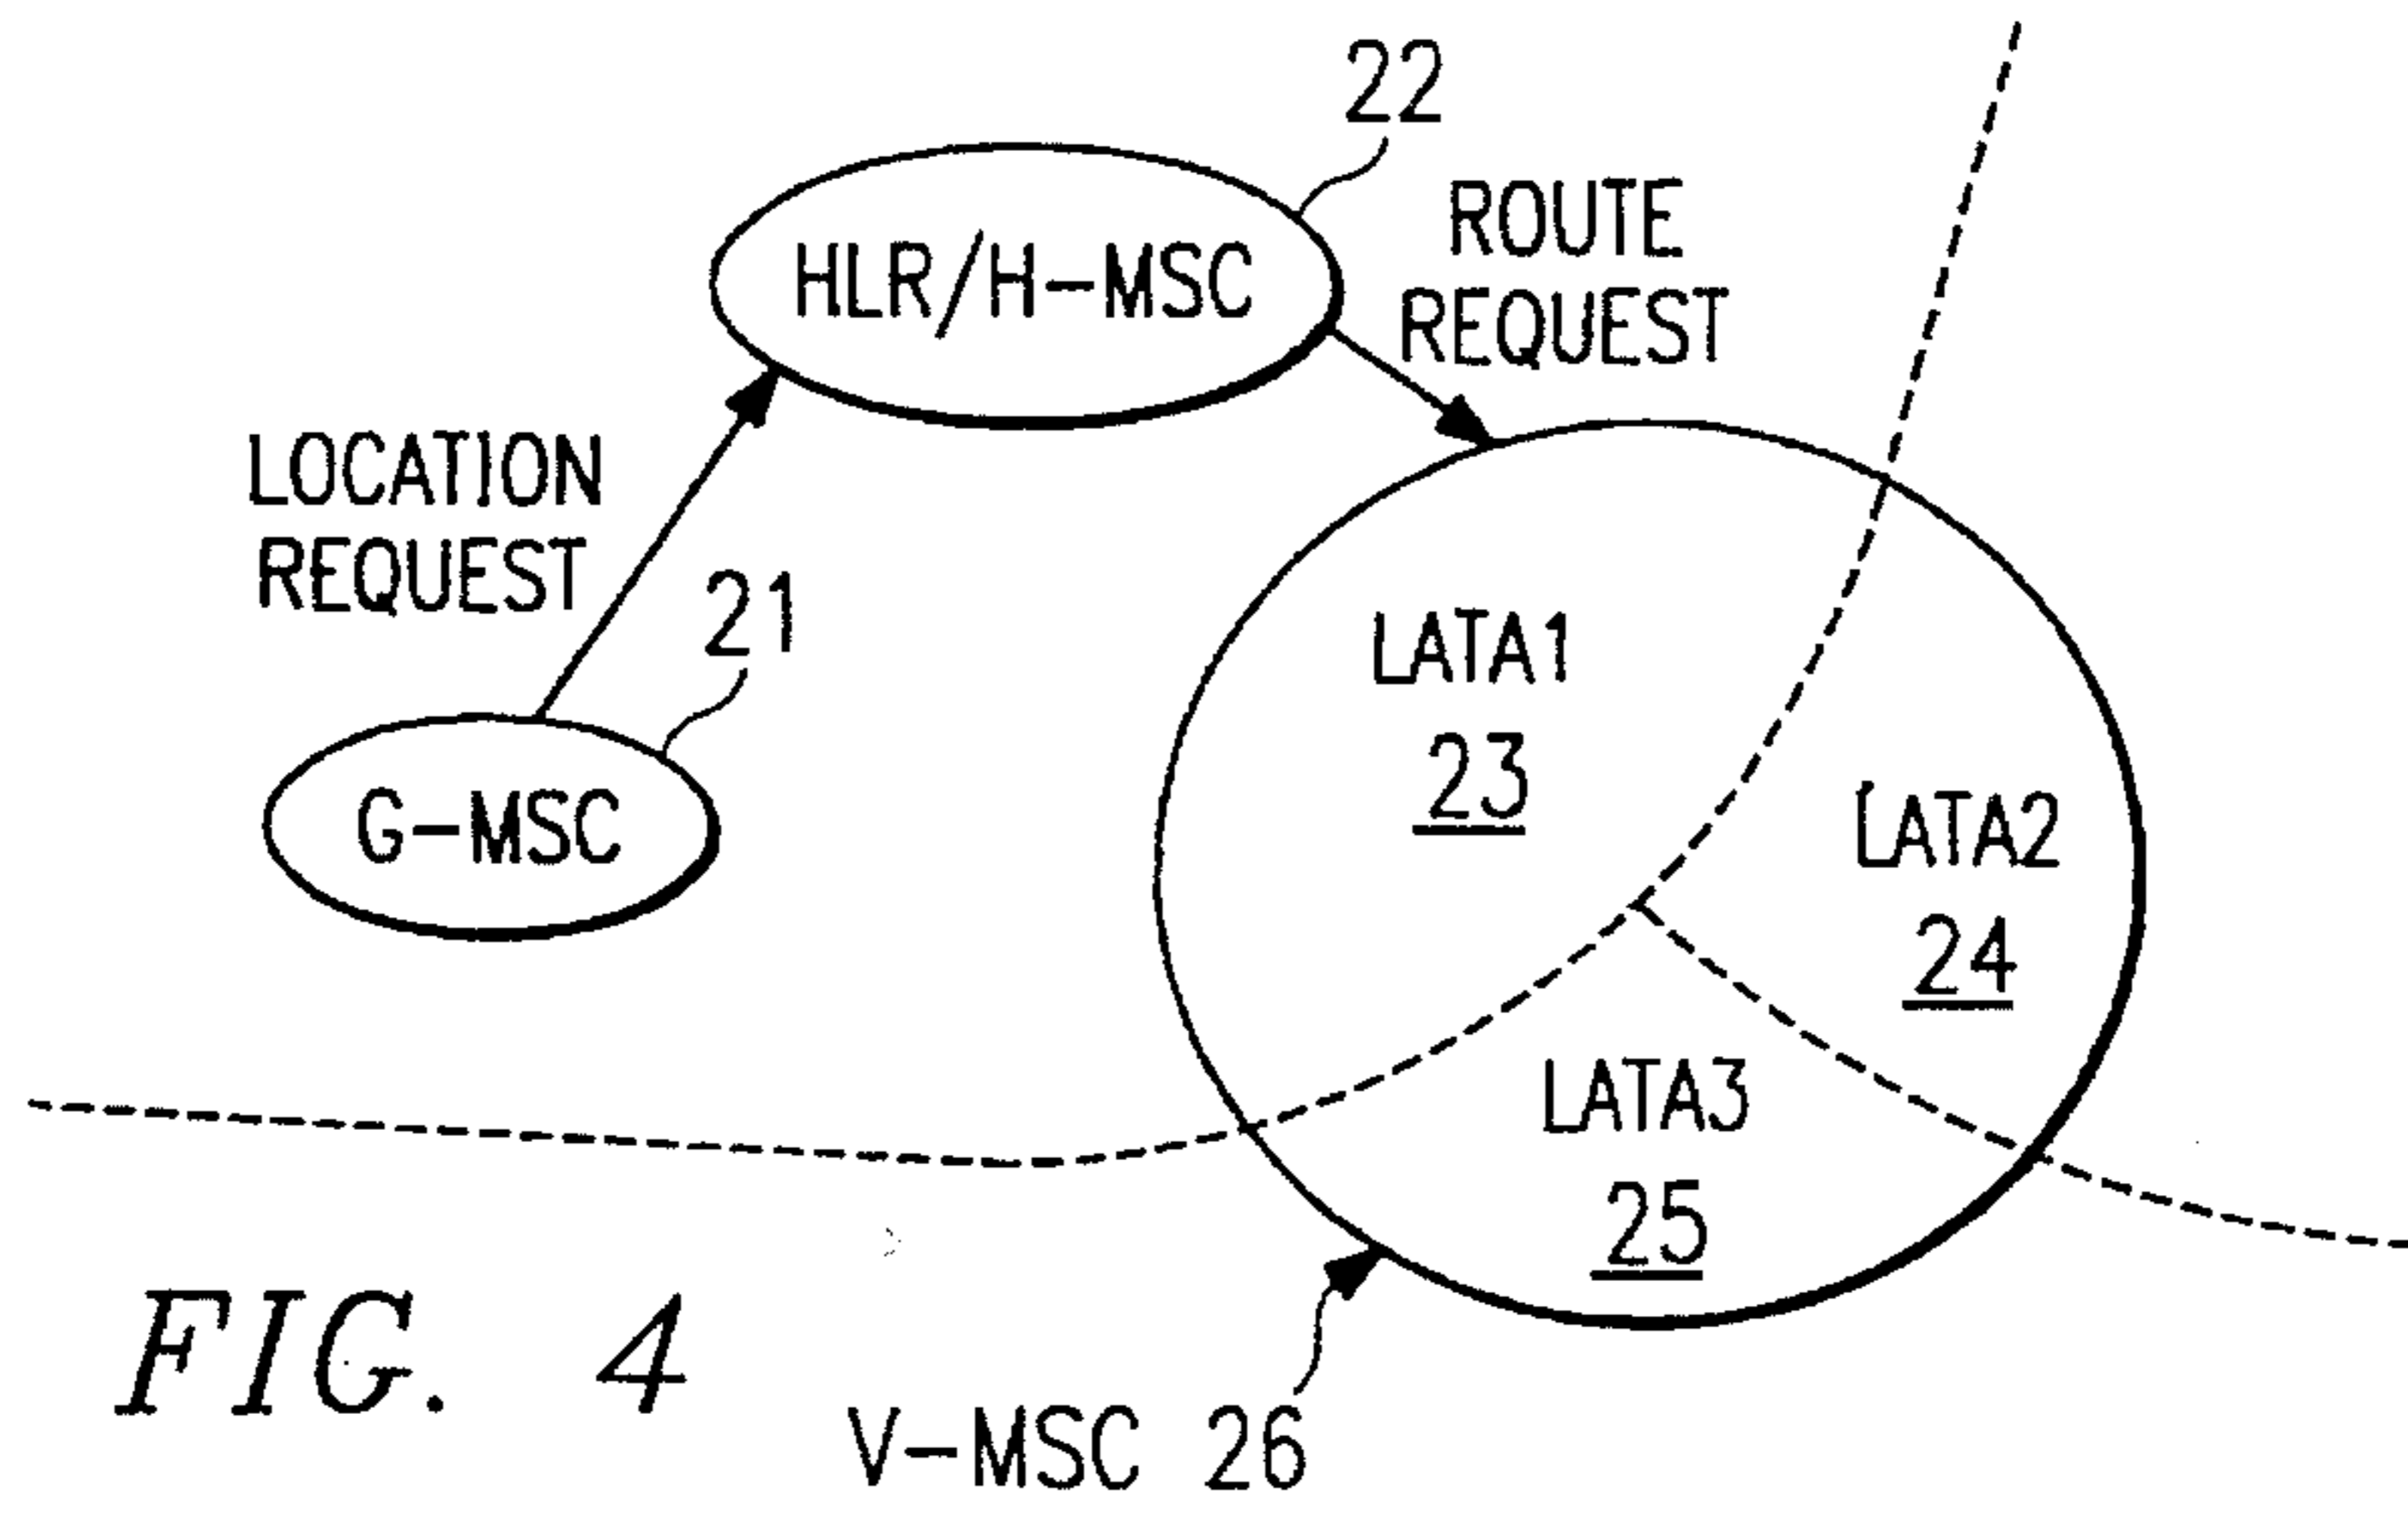 22
ROUTE
REQUEST
HLR/H-MSC
LOCATION
REQUEST
21
G-MSC
LATA1
23
LATA2
24
LATA3
25
V-MSC 26
FIG. 4